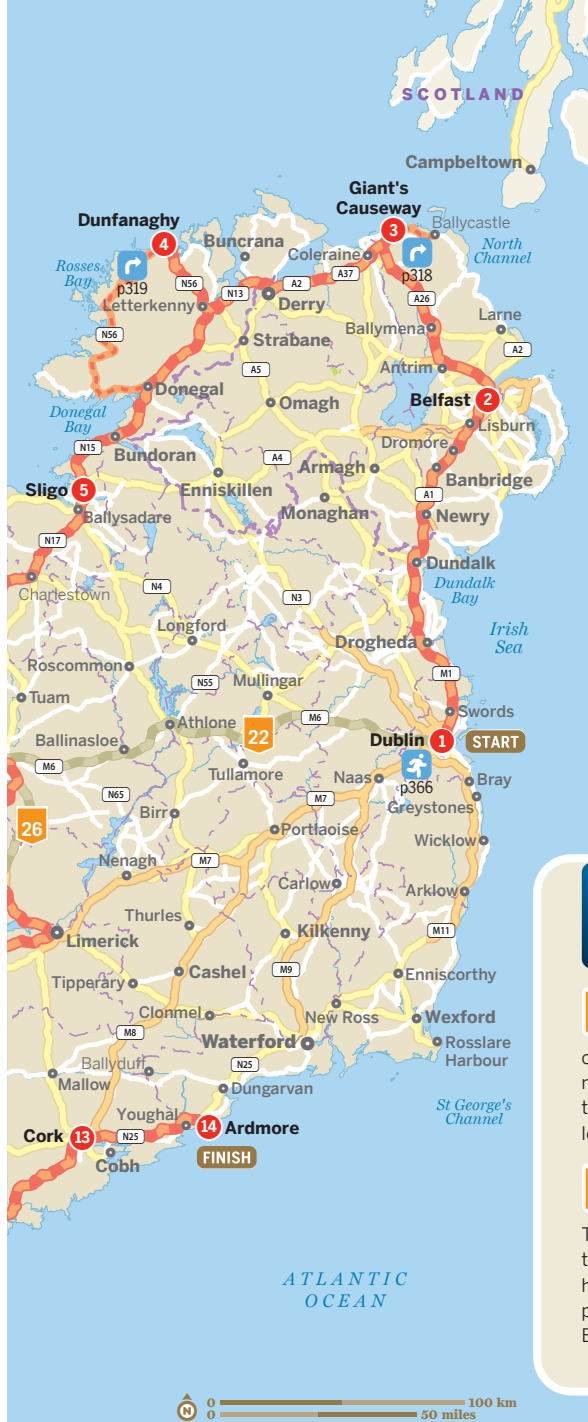 SCOTLAND
Campbeltown
Giant's
Causeway
3
Ballycastle
Dunfanaghy
4
Buncrana
Coleraine
North
Channel
Rosses
Bay
p319
p318
N56
A37
A2
N13
Letterkenny
Derry
A26
Larne
N56
Ballymena
Strabane
A2
A5
Antrim
Donegal
Omagh
Belfast
2
Donegal
Bay
Lisburn
Dromore
N15
Bundoran
A4
Armagh
Banbridge
Sligo
5
Enniskillen
A1
Monaghan
Ballysadare
Newry
N17
Dundalk
Dundalk
Bay
Charlestown
N4
N3
Longford
Irish
Sea
Drogheda
Roscommon
N55
Mullingar
M1
Tuam
Swords
Athlone
M6
22
Dublin
1
START
Ballinasloe
M6
Tullamore
Naas
p366
Bray
N65
M7
Greystones
Birr
26
Portlaoise
Wicklow
Nenagh
M7
Carlow
Arklow
Thurles
Limerick
Kilkenny
M11
Cashel
M9
Enniscorthy
Tipperary
Clonmel
New Ross
Wexford
M8
Waterford
Rosslare
Harbour
Ballyduff
N25
Mallow
Dungarvan
St George's
Channel
Youghal
Cork
13
N25
14
Ardmore
Cobh
FINISH
ATLANTIC
OCEAN
N
0
100 km
0
50 miles